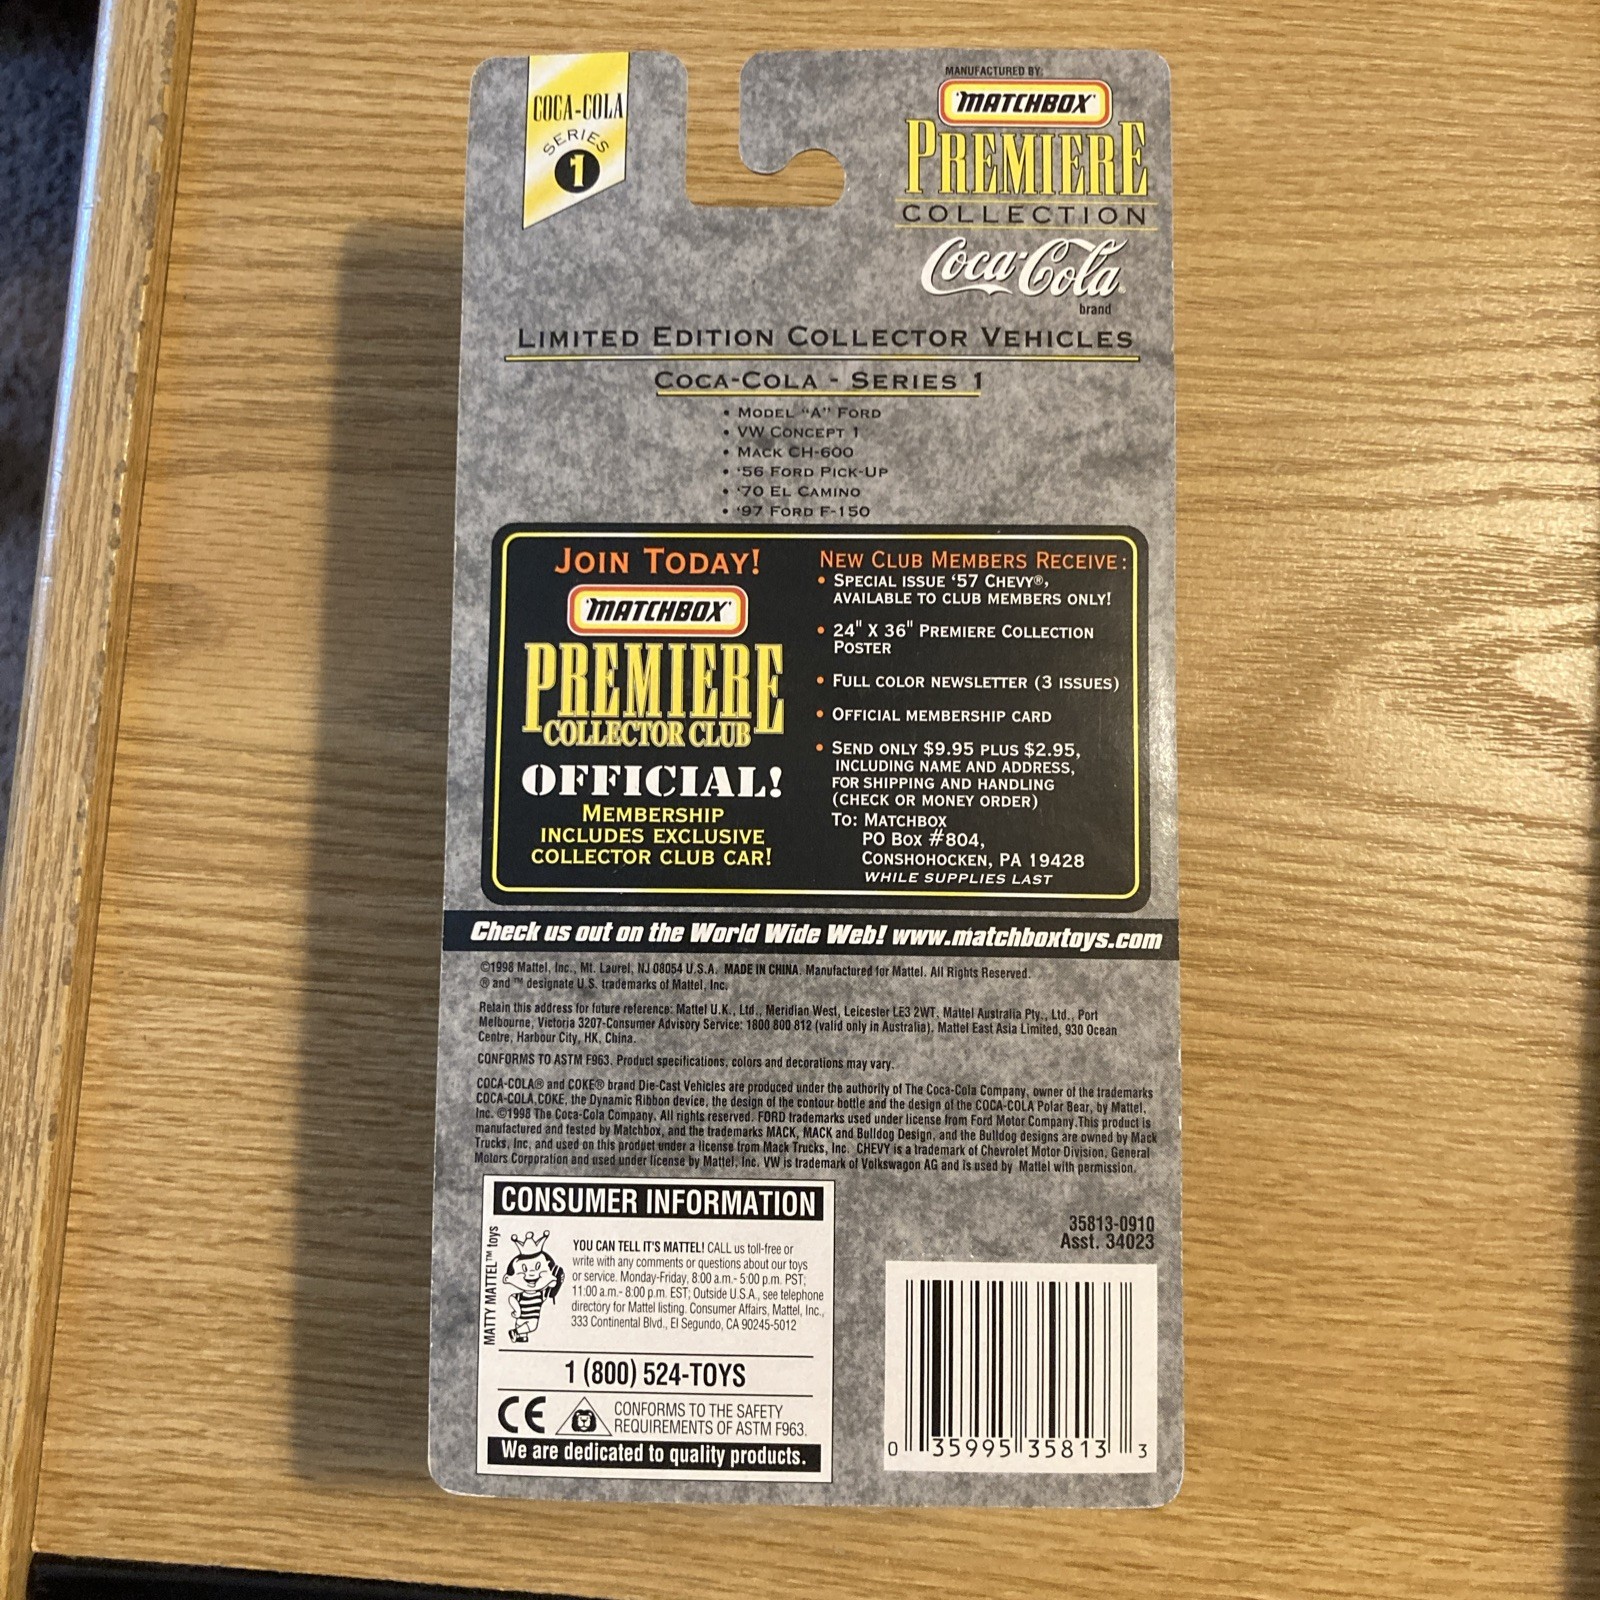 COCA-COLA
SERIES
1
MANUFACTURED BY:
MATCHBOX
PREMIERE
COLLECTION
Coca-Cola
brand
LIMITED EDITION COLLECTOR VEHICLES
COCA-COLA - SERIES 1
• MODEL "A" FORD
• VW CONCEPT 1
• MACK CH-600
• '56 FORD PICK-UP
• '70 EL CAMINO
• '97 FORD F-150
JOIN TODAY!
MATCHBOX
PREMIERE
COLLECTOR CLUB
OFFICIAL!
MEMBERSHIP
INCLUDES EXCLUSIVE
COLLECTOR CLUB CAR!
NEW CLUB MEMBERS RECEIVE:
• SPECIAL ISSUE '57 CHEVY®,
AVAILABLE TO CLUB MEMBERS ONLY!
• 24" X 36" PREMIERE COLLECTION
POSTER
• FULL COLOR NEWSLETTER (3 ISSUES)
• OFFICIAL MEMBERSHIP CARD
• SEND ONLY $9.95 PLUS $2.95,
INCLUDING NAME AND ADDRESS,
FOR SHIPPING AND HANDLING
(CHECK OR MONEY ORDER)
TO: MATCHBOX
PO BOX #804,
CONSHOHOCKEN, PA 19428
WHILE SUPPLIES LAST
Check us out on the World Wide Web! www.matchboxtoys.com
©1998 Mattel, Inc., Mt. Laurel, NJ 08054 U.S.A. MADE IN CHINA. Manufactured for Mattel. All Rights Reserved.
® and ™ designate U.S. trademarks of Mattel, Inc.
Retain this address for future reference: Mattel U.K., Ltd., Meridian West, Leicester LE3 2WT. Mattel Australia Pty., Ltd., Port
Melbourne, Victoria 3207-Consumer Advisory Service: 1800 800 812 (valid only in Australia). Mattel East Asia Limited, 930 Ocean
Centre, Harbour City, HK, China.
CONFORMS TO ASTM F963. Product specifications, colors and decorations may vary.
COCA-COLA® and COKE® brand Die-Cast Vehicles are produced under the authority of The Coca-Cola Company, owner of the trademarks
COCA-COLA,COKE, the Dynamic Ribbon device, the design of the contour bottle and the design of the COCA-COLA Polar Bear, by Mattel,
Inc. ©1998 The Coca-Cola Company. All rights reserved. FORD trademarks used under license from Ford Motor Company.This product is
manufactured and tested by Matchbox, and the trademarks MACK, MACK and Bulldog Design, and the Bulldog designs are owned by Mack
Trucks, Inc. and used on this product under a license from Mack Trucks, Inc. CHEVY is a trademark of Chevrolet Motor Division, General
Motors Corporation and used under license by Mattel, Inc. VW is trademark of Volkswagon AG and is used by Mattel with permission.
CONSUMER INFORMATION
MATTY MATTEL™ toys
YOU CAN TELL IT'S MATTEL! CALL us toll-free or
write with any comments or questions about our toys
or service. Monday-Friday, 8:00 a.m.- 5:00 p.m. PST;
11:00 a.m.- 8:00 p.m. EST; Outside U.S.A., see telephone
directory for Mattel listing. Consumer Affairs, Mattel, Inc.,
333 Continental Blvd., El Segundo, CA 90245-5012
1 (800) 524-TOYS
CE
CONFORMS TO THE SAFETY
REQUIREMENTS OF ASTM F963.
We are dedicated to quality products.
35813-0910
Asst. 34023
0 35995 35813 3